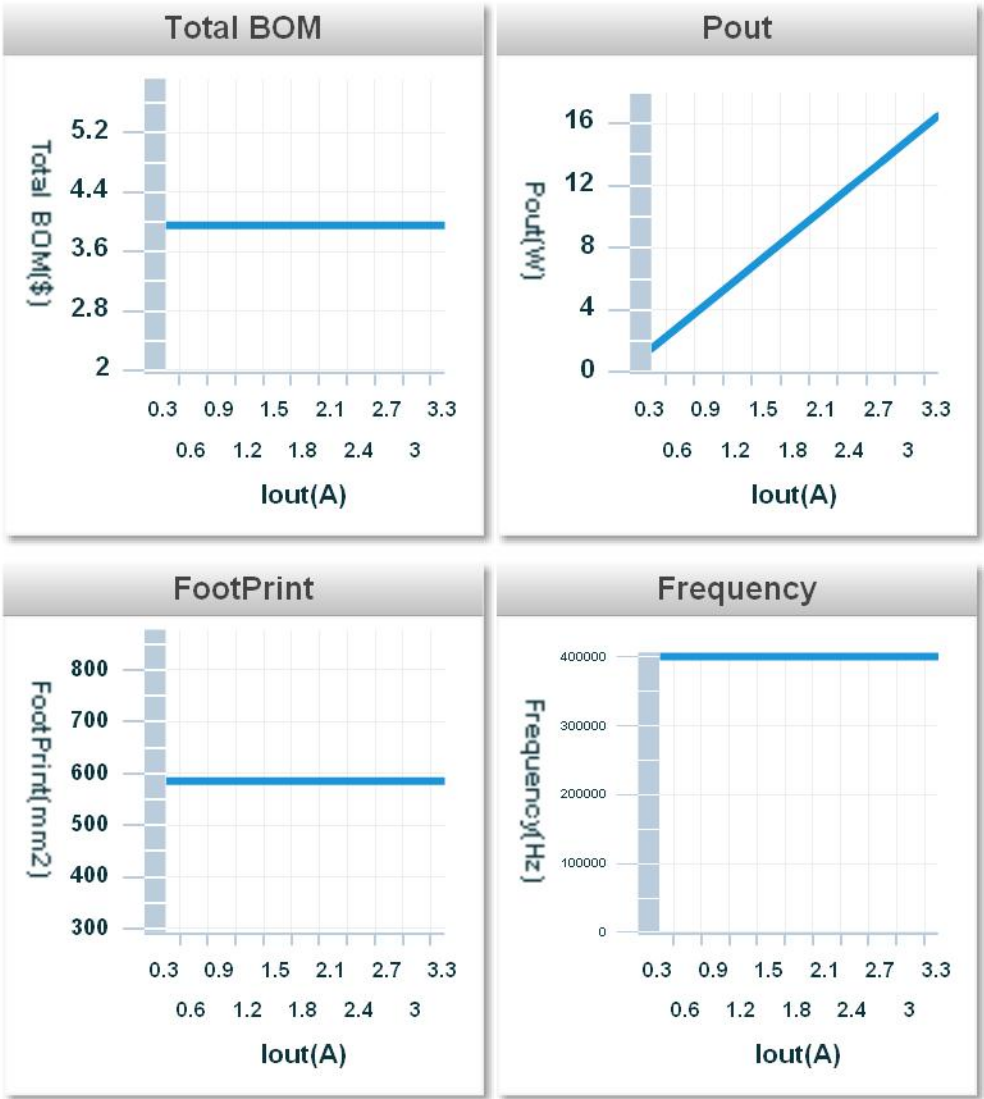 Total BOM
Total BOM($)
5.2
4.4
3.6
2.8
2
0.3 0.9 1.5 2.1 2.7 3.3
0.6 1.2 1.8 2.4 3
Iout(A)
Pout
Pout(W)
16
12
8
4
0
0.3 0.9 1.5 2.1 2.7 3.3
0.6 1.2 1.8 2.4 3
Iout(A)
FootPrint
FootPrint(mm2)
800
700
600
500
400
300
0.3 0.9 1.5 2.1 2.7 3.3
0.6 1.2 1.8 2.4 3
Iout(A)
Frequency
Frequency(Hz)
400000
300000
200000
100000
0
0.3 0.9 1.5 2.1 2.7 3.3
0.6 1.2 1.8 2.4 3
Iout(A)